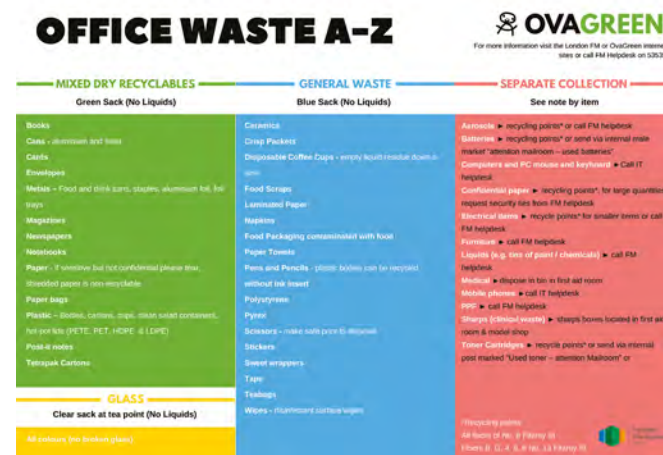 OFFICE WASTE A-Z
OVAGREEN
For more information visit the London FM or OvaGreen
sites or call FM Helpdesk on
MIXED DRY RECYCLABLES
Green Sack (No Liquids)
Books
Cans - aluminium and
Cards
Envelopes
Metals - Food and drink cans, staples, aluminium foil, foil
trays
Magazines
Newspapers
Notebooks
Paper - if sensitive but not confidential please tear,
shredded paper is non-recyclable
Paper bags
Plastic - Bottles, cups, clean salad containers,
(PETE, PET, HDPE & LDPE)
Post-it notes
Tetrapak Cartons
GLASS
Clear sack at tea point (No Liquids)
All colours (no broken glass)
GENERAL WASTE
Blue Sack (No Liquids)
Ceramics
Crisp Packets
Disposable Coffee Cups - empty liquid residue down a
sink
Food Scraps
Laminated Paper
Napkins
Food Packaging contaminated with food
Paper Towels
Pens and Pencils - plastic bodies can be recycled
without ink insert
Polystyrene
Pyrex
Scissors - make safe prior to disposal
Stickers
Sweet wrappers
Tape
Teabags
Wipes - surface wipes
SEPARATE COLLECTION
See note by item
Aerosols ► recycling points* or call FM helpdesk
Batteries ► recycling points* or send via internal male
market "attention mailroom – used batteries"
Computers and PC mouse and keyboard ► Call IT
helpdesk
Confidential paper ► recycling points*, for large quantities
request security ties from FM helpdesk
Electrical items ► recycle points* for smaller items or call
FM helpdesk
Furniture ► call FM helpdesk
Liquids (e.g. tins of paint / chemicals) ► call FM
helpdesk
Medical ► dispose in bin in first aid room
Mobile phones ► call IT helpdesk
► call FM helpdesk
Sharps (clinical waste) ► sharps boxes located in first aid
room & model shop
Toner Cartridges ► recycle points* or send via internal
post marked "Used toner – attention Mailroom" or
*Recycling points
All floors of No. 8 Fitzroy St
13 Fitzroy St